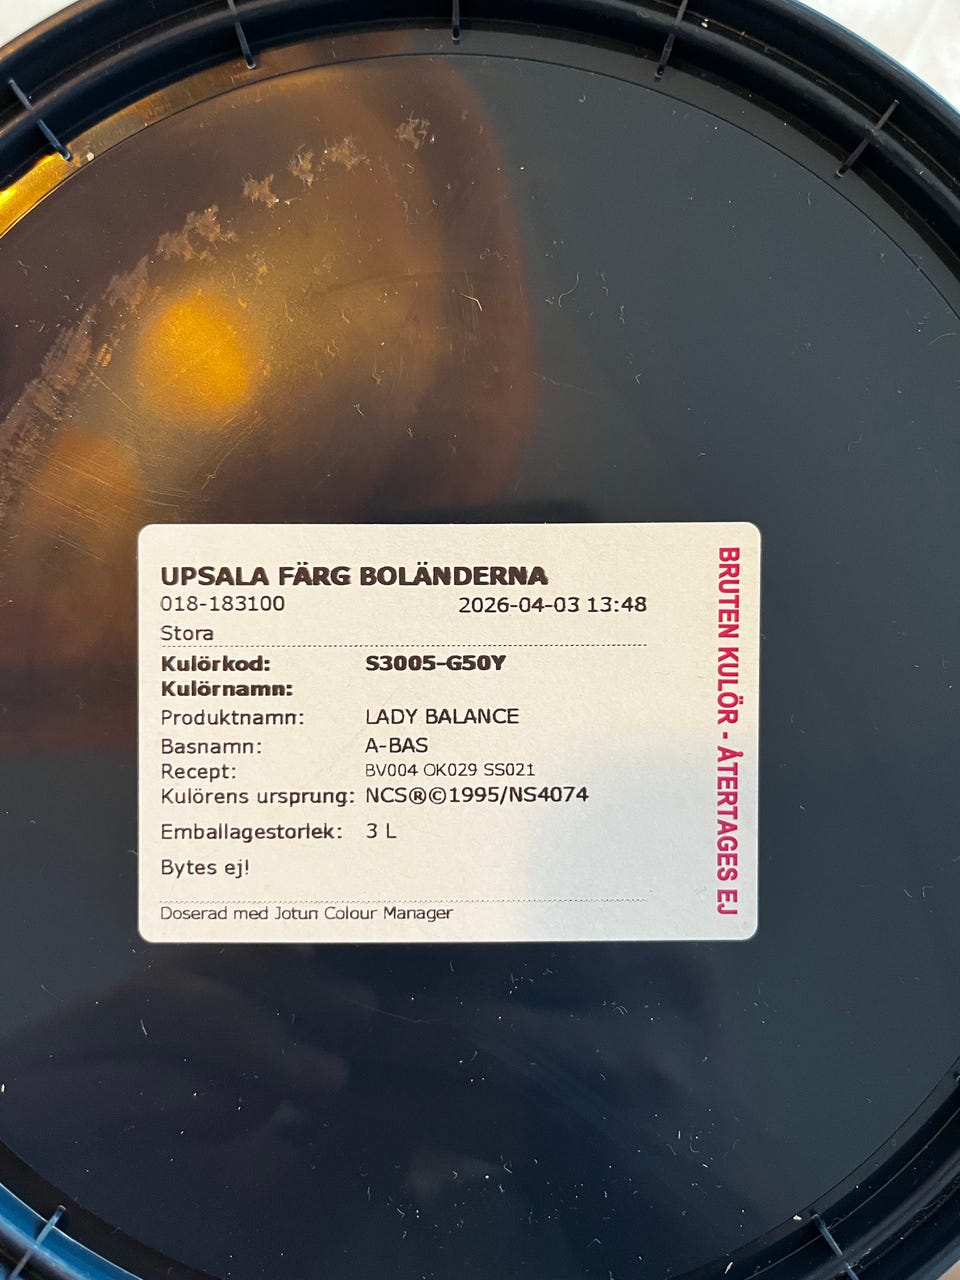 UPSALA FÄRG BOLÄNDERNA
018-183100 2026-04-03 13:48
Stora
Kulörkod: S3005-G50Y
Kulörnamn:
Produktnamn: LADY BALANCE
Basnamn: A-BAS
Recept: BV004 OK029 SS021
Kulörens ursprung: NCS®©1995/NS4074
Emballagestorlek: 3 L
Bytes ej!
Doserad med Jotun Colour Manager
BRUTEN KULÖR - ÅTERTAGES EJ